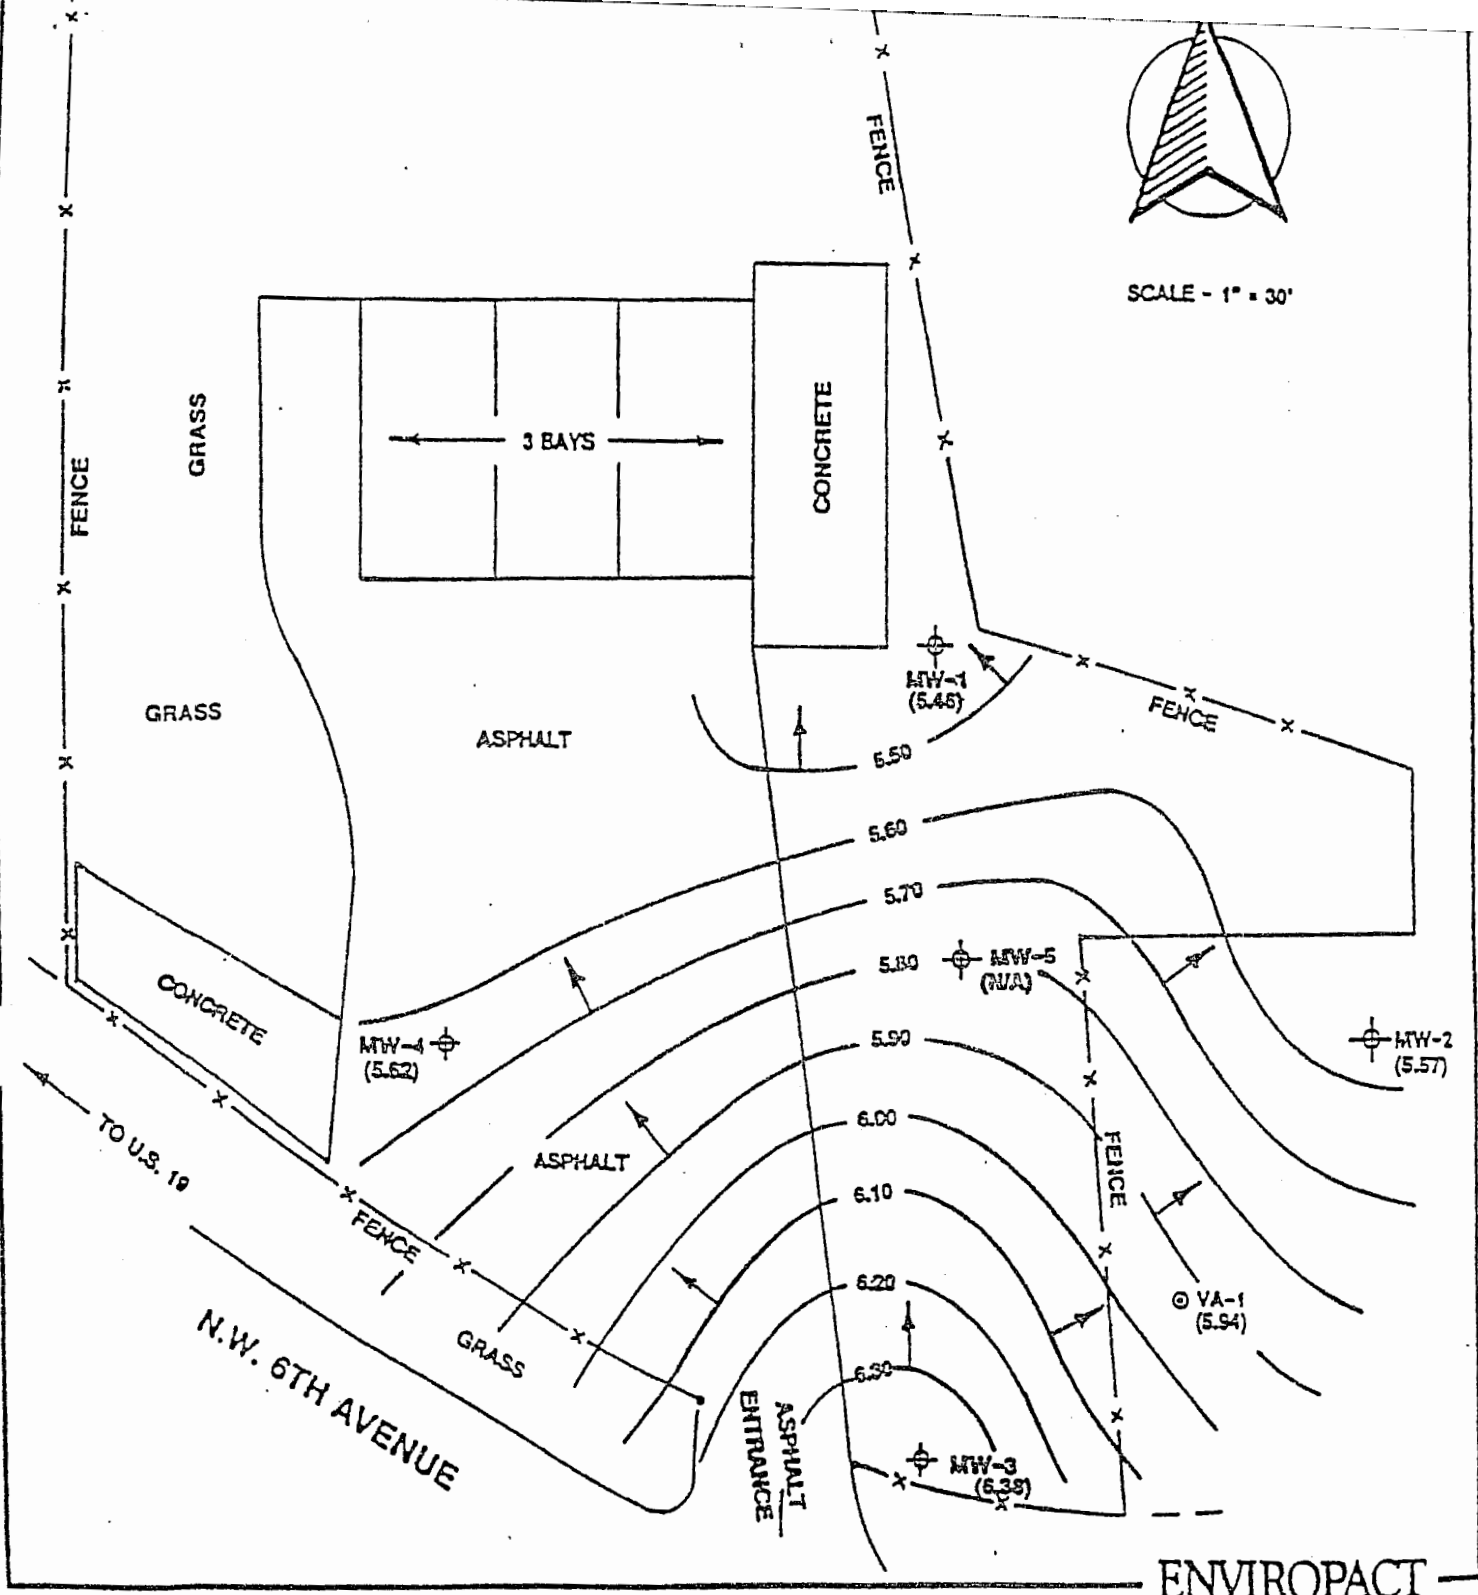 FENCE
SCALE - 1" = 30'
GRASS
3 BAYS
CONCRETE
FENCE
MW-1
(5.46)
FENCE
GRASS
ASPHALT
5.50
5.60
5.70
5.80
MW-5
(N/A)
CONCRETE
MW-4
(5.62)
5.90
MW-2
(5.57)
6.00
TO U.S. 19
ASPHALT
FENCE
6.10
FENCE
6.20
VA-1
(5.94)
N.W. 6TH AVENUE
GRASS
6.30
ASPHALT
ENTRANCE
MW-3
(6.38)
ENVIROPACT